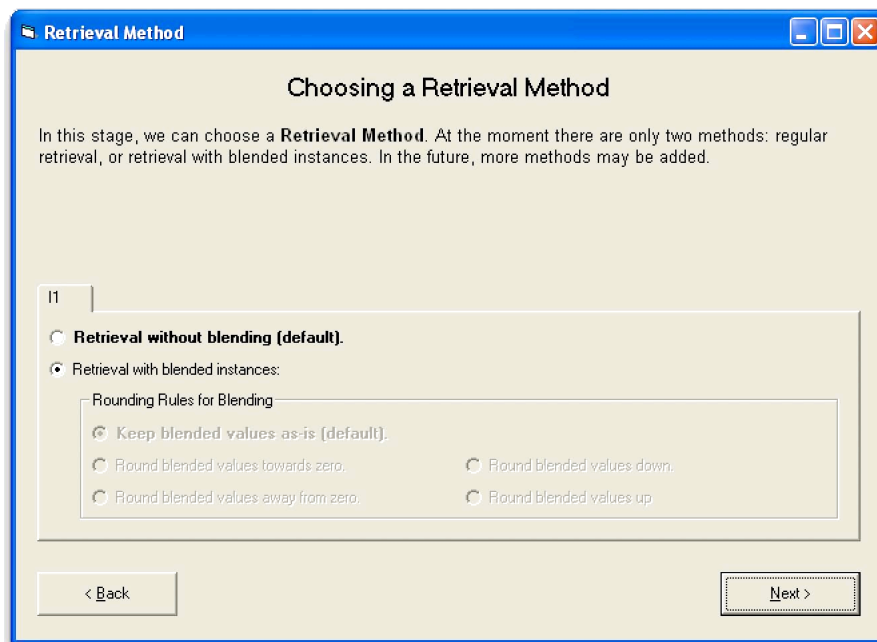 Retrieval Method
Choosing a Retrieval Method
In this stage, we can choose a Retrieval Method. At the moment there are only two methods: regular
retrieval, or retrieval with blended instances. In the future, more methods may be added.
I1
Retrieval without blending (default).
Retrieval with blended instances:
Rounding Rules for Blending
Keep blended values as-is (default).
Round blended values towards zero.
Round blended values down.
Round blended values away from zero.
Round blended values up
< Back
Next >